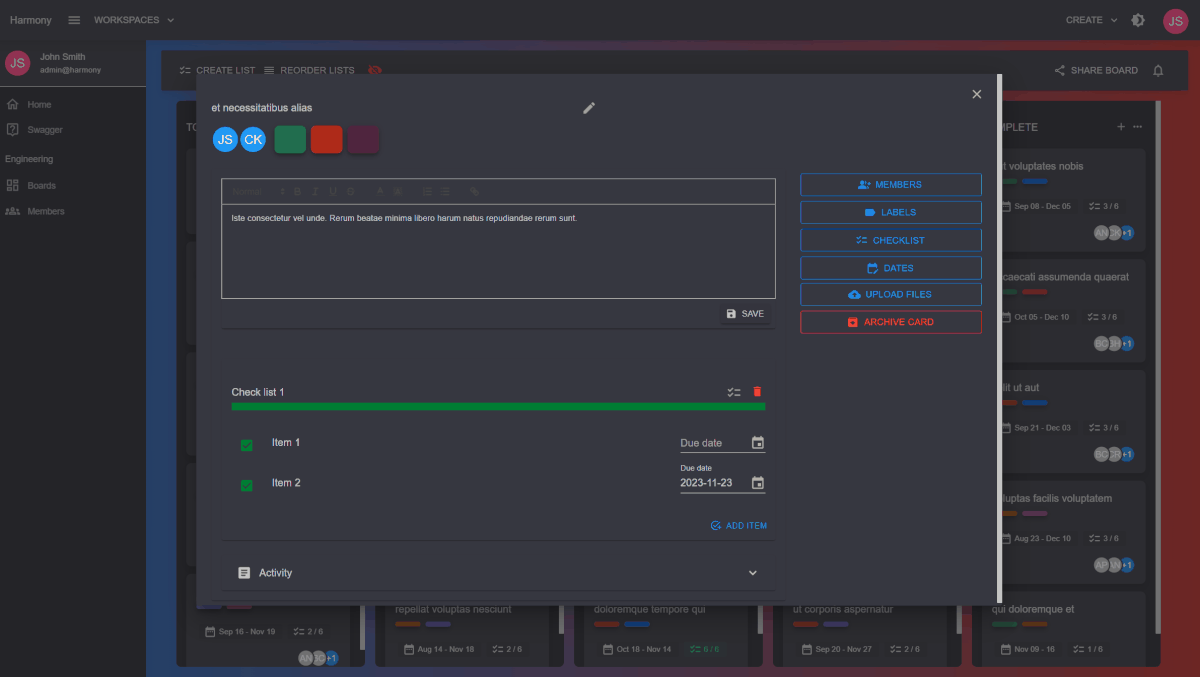 Harmony
WORKSPACES
CREATE
JS
JS
John Smith
admin@harmony
Home
Swagger
Engineering
Boards
Members
CREATE LIST
REORDER LISTS
SHARE BOARD
et necessitatibus alias
JS CK
Normal
Iste consectetur vel unde. Rerum beatae minima libero harum natus repudiandae rerum sunt.
SAVE
MEMBERS
LABELS
CHECKLIST
DATES
UPLOAD FILES
ARCHIVE CARD
Check list 1
Item 1
Due date
Item 2
Due date
2023-11-23
ADD ITEM
Activity
TO
MPLETE
t voluptates nobis
Sep 08 - Dec 05
3 / 6
+1
caecati assumenda quaerat
Oct 05 - Dec 10
3 / 6
+1
lit ut aut
Sep 21 - Dec 03
3 / 6
+1
luptas facilis voluptatem
Aug 23 - Dec 10
3 / 6
+1
Sep 16 - Nov 19
2 / 6
+1
repellat voluptas nesciunt
Aug 14 - Nov 18
2 / 6
doloremque tempore qui
Oct 18 - Nov 14
6 / 6
ut corporis aspernatur
Sep 20 - Nov 27
2 / 6
qui doloremque et
Nov 09 - 16
1 / 6